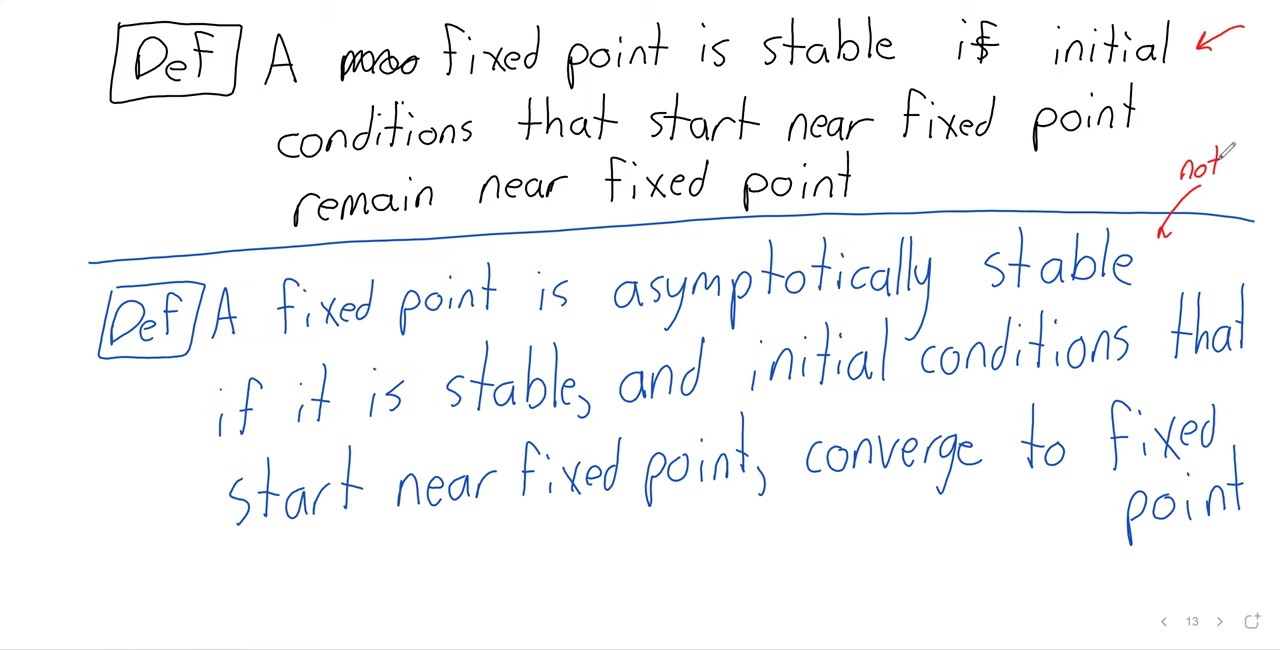 Def A fixed point is stable if initial
conditions that start near fixed point
remain near fixed point
not
Def A fixed point is asymptotically stable
if it is stable, and initial conditions that
start near fixed point, converge to fixed
point
13